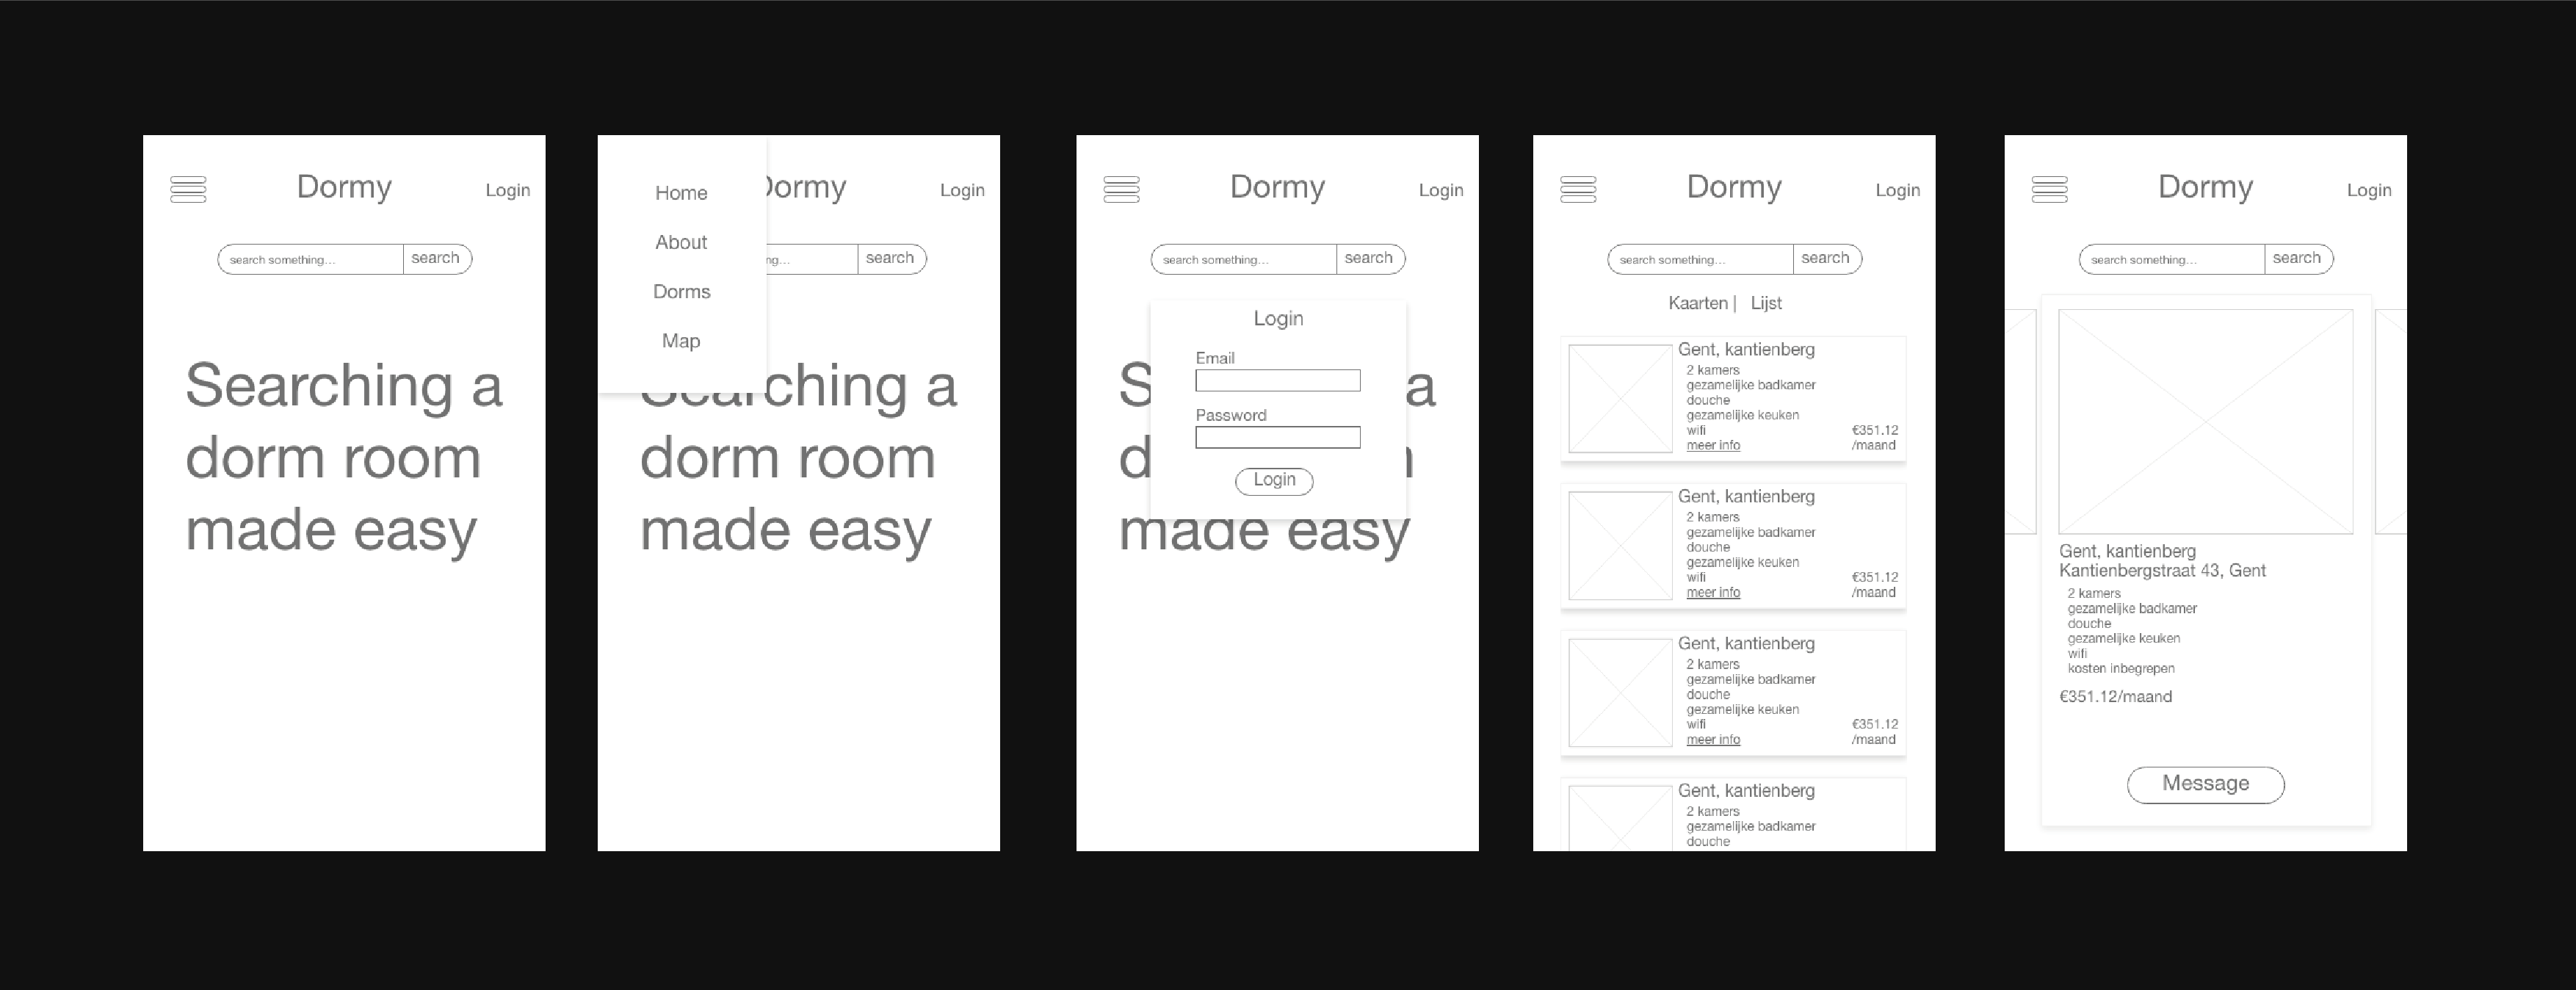 Dormy
Login
search something...
search
Searching a
dorm room
made easy
Home
About
Dorms
Map
Dormy
Login
ng...
search
Searching a
dorm room
made easy
Dormy
Login
search something...
search
Login
Email
Password
Login
S a
d
made easy
Dormy
Login
search something...
search
Kaarten | Lijst
Gent, kantienberg
2 kamers
gezamelijke badkamer
douche
gezamelijke keuken
wifi
meer info
€351.12
/maand
Gent, kantienberg
2 kamers
gezamelijke badkamer
douche
gezamelijke keuken
wifi
meer info
€351.12
/maand
Gent, kantienberg
2 kamers
gezamelijke badkamer
douche
gezamelijke keuken
wifi
meer info
€351.12
/maand
Gent, kantienberg
2 kamers
gezamelijke badkamer
douche
Dormy
Login
search something...
search
Gent, kantienberg
Kantienbergstraat 43, Gent
2 kamers
gezamelijke badkamer
douche
gezamelijke keuken
wifi
kosten inbegrepen
€351.12/maand
Message